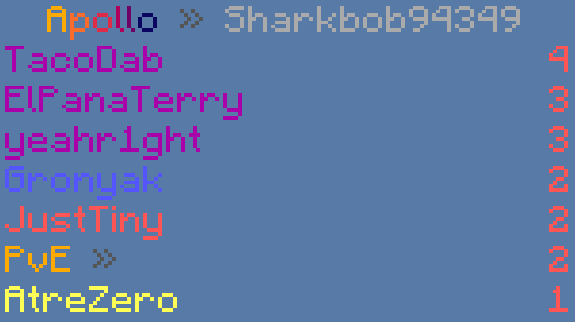 Apollo » Sharkbob94349
TacoDab 4
ElPanaTerry 3
yeahr1ght 3
Gronyak 2
JustTiny 2
PvE » 2
AtreZero 1